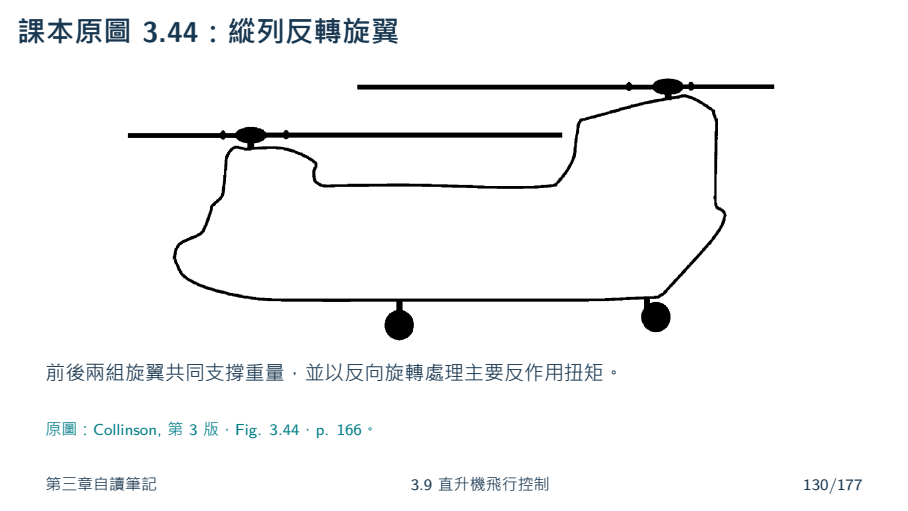 課本原圖 3.44：縱列反轉旋翼
前後兩組旋翼共同支撐重量，並以反向旋轉處理主要反作用扭矩。
原圖：Collinson, 第 3 版，Fig. 3.44，p. 166。
第三章自讀筆記
3.9 直升機飛行控制
130/177